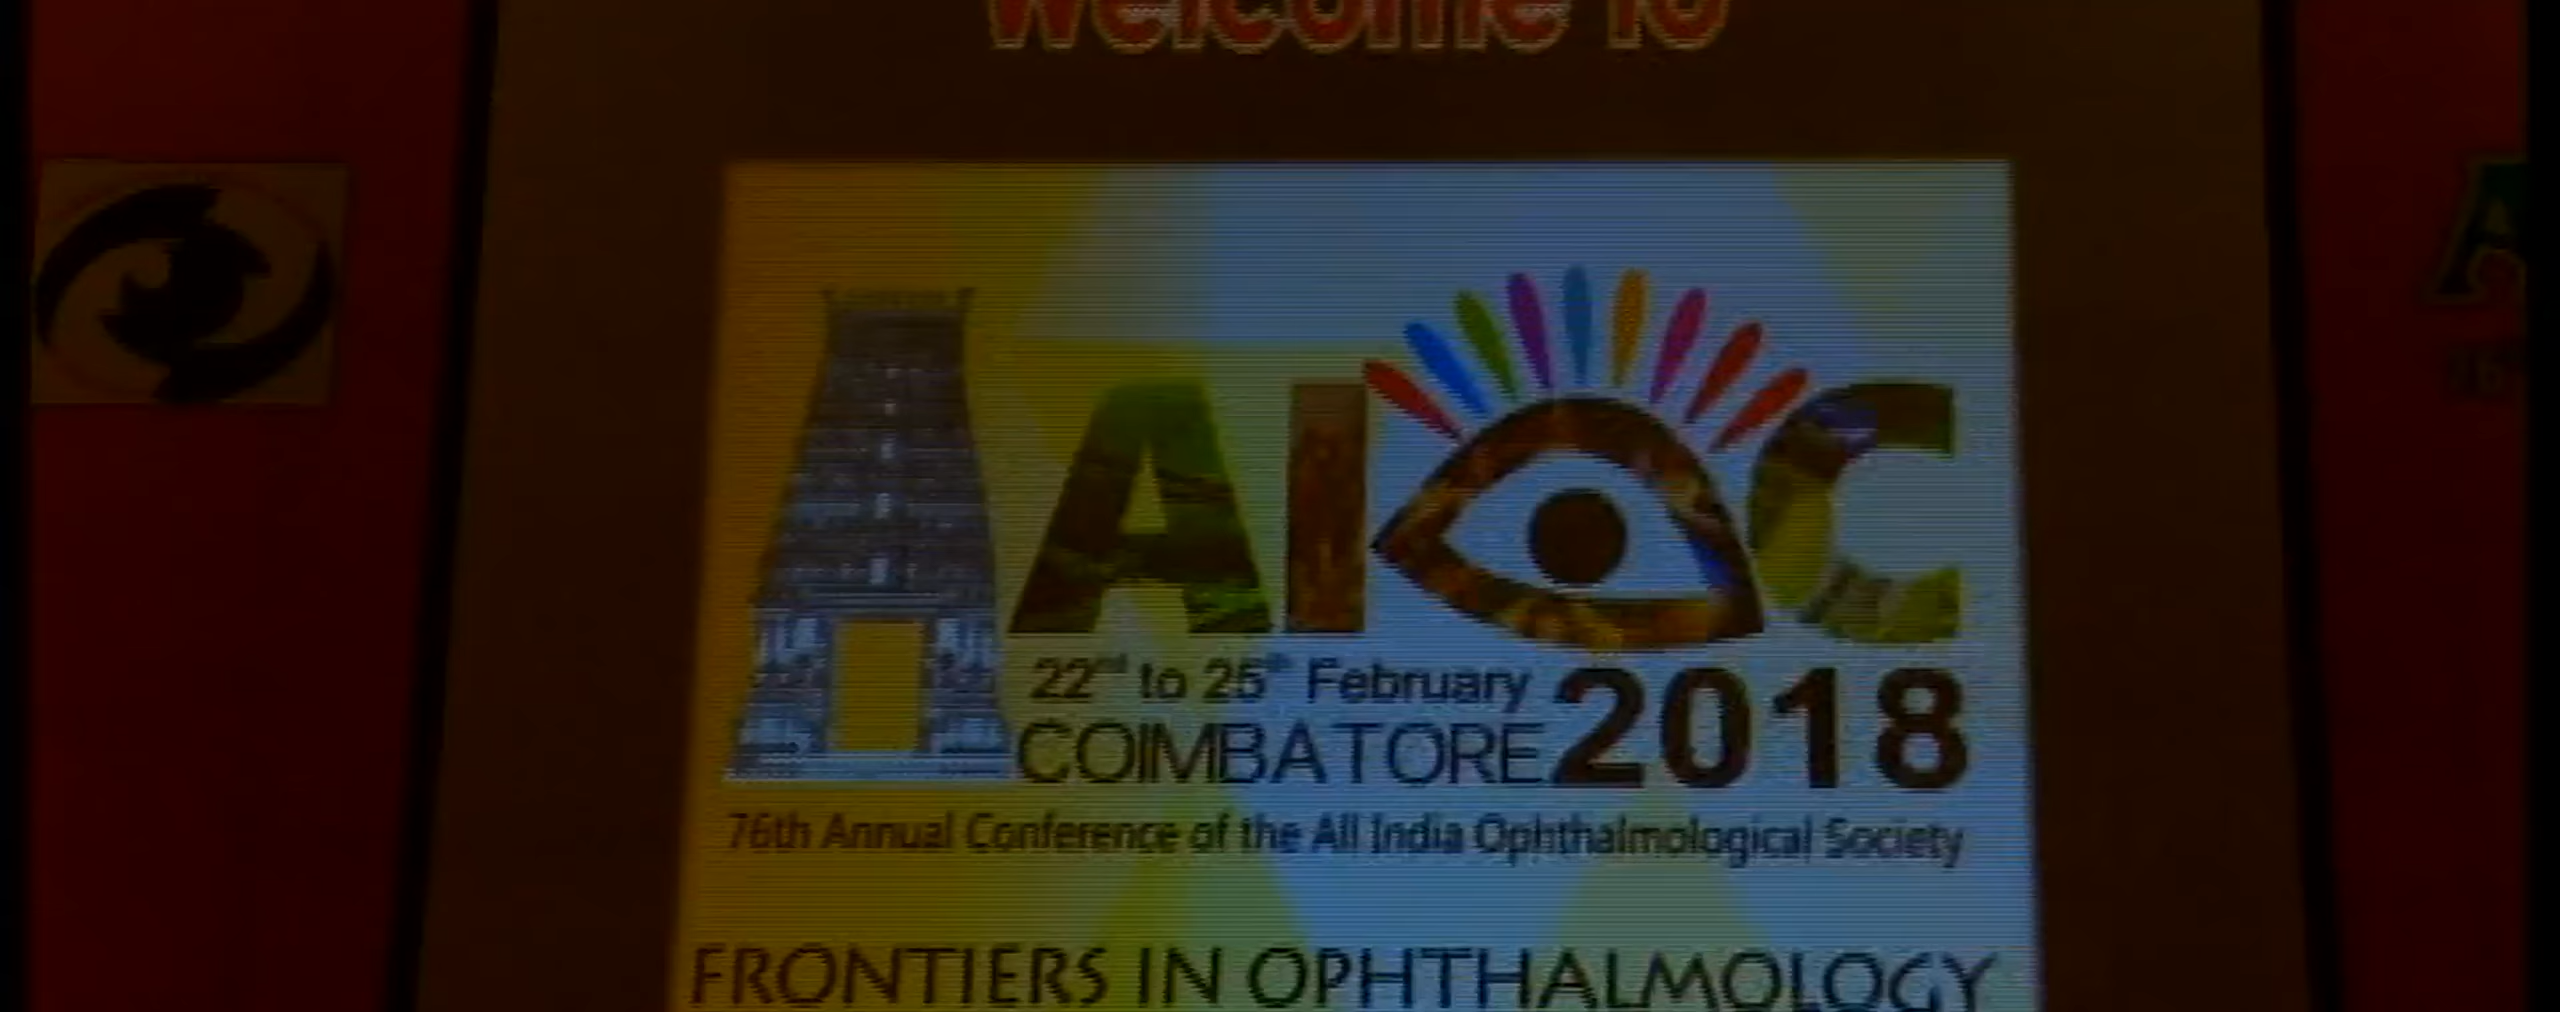 Welcome to
AIOC
22nd to 25th February
COIMBATORE 2018
76th Annual Conference of the All India Ophthalmological Society
FRONTIERS IN OPHTHALMOLOGY
A